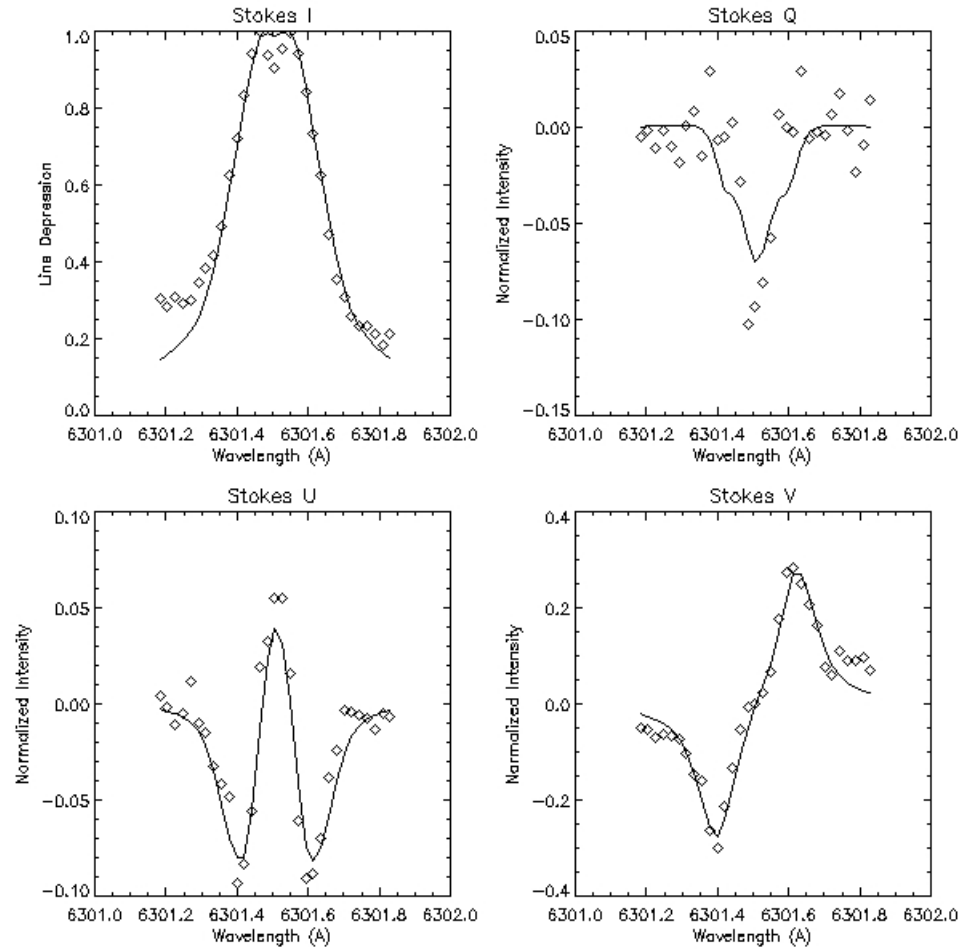 Stokes I
1.0
0.8
0.6
0.4
0.2
0.0
Line Depression
6301.0 6301.2 6301.4 6301.6 6301.8 6302.0
Wavelength (A)
Stokes Q
0.05
0.00
−0.05
−0.10
−0.15
Normalized Intensity
6301.0 6301.2 6301.4 6301.6 6301.8 6302.0
Wavelength (A)
Stokes U
0.10
0.05
0.00
−0.05
−0.10
Normalized Intensity
6301.0 6301.2 6301.4 6301.6 6301.8 6302.0
Wavelength (A)
Stokes V
0.4
0.2
0.0
−0.2
−0.4
Normalized Intensity
6301.0 6301.2 6301.4 6301.6 6301.8 6302.0
Wavelength (A)